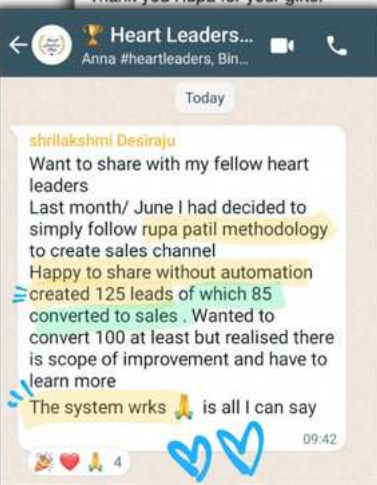 Thank you Rupa for your gifts.
🏆 Heart Leaders...
Anna #heartleaders, Bin...
Today
shrilakshmi Desiraju
Want to share with my fellow heart
leaders
Last month/ June I had decided to
simply follow rupa patil methodology
to create sales channel
Happy to share without automation
created 125 leads of which 85
converted to sales . Wanted to
convert 100 at least but realised there
is scope of improvement and have to
learn more
The system wrks 🙏 is all I can say
09:42
🎉 ❤️ 🙏 4